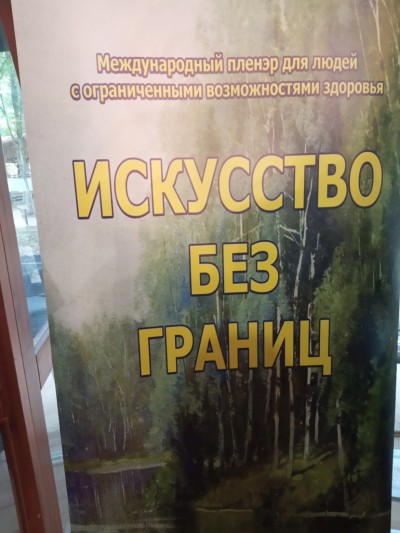 Международный пленэр для людей
с ограниченными возможностями здоровья
ИСКУССТВО
БЕЗ
ГРАНИЦ